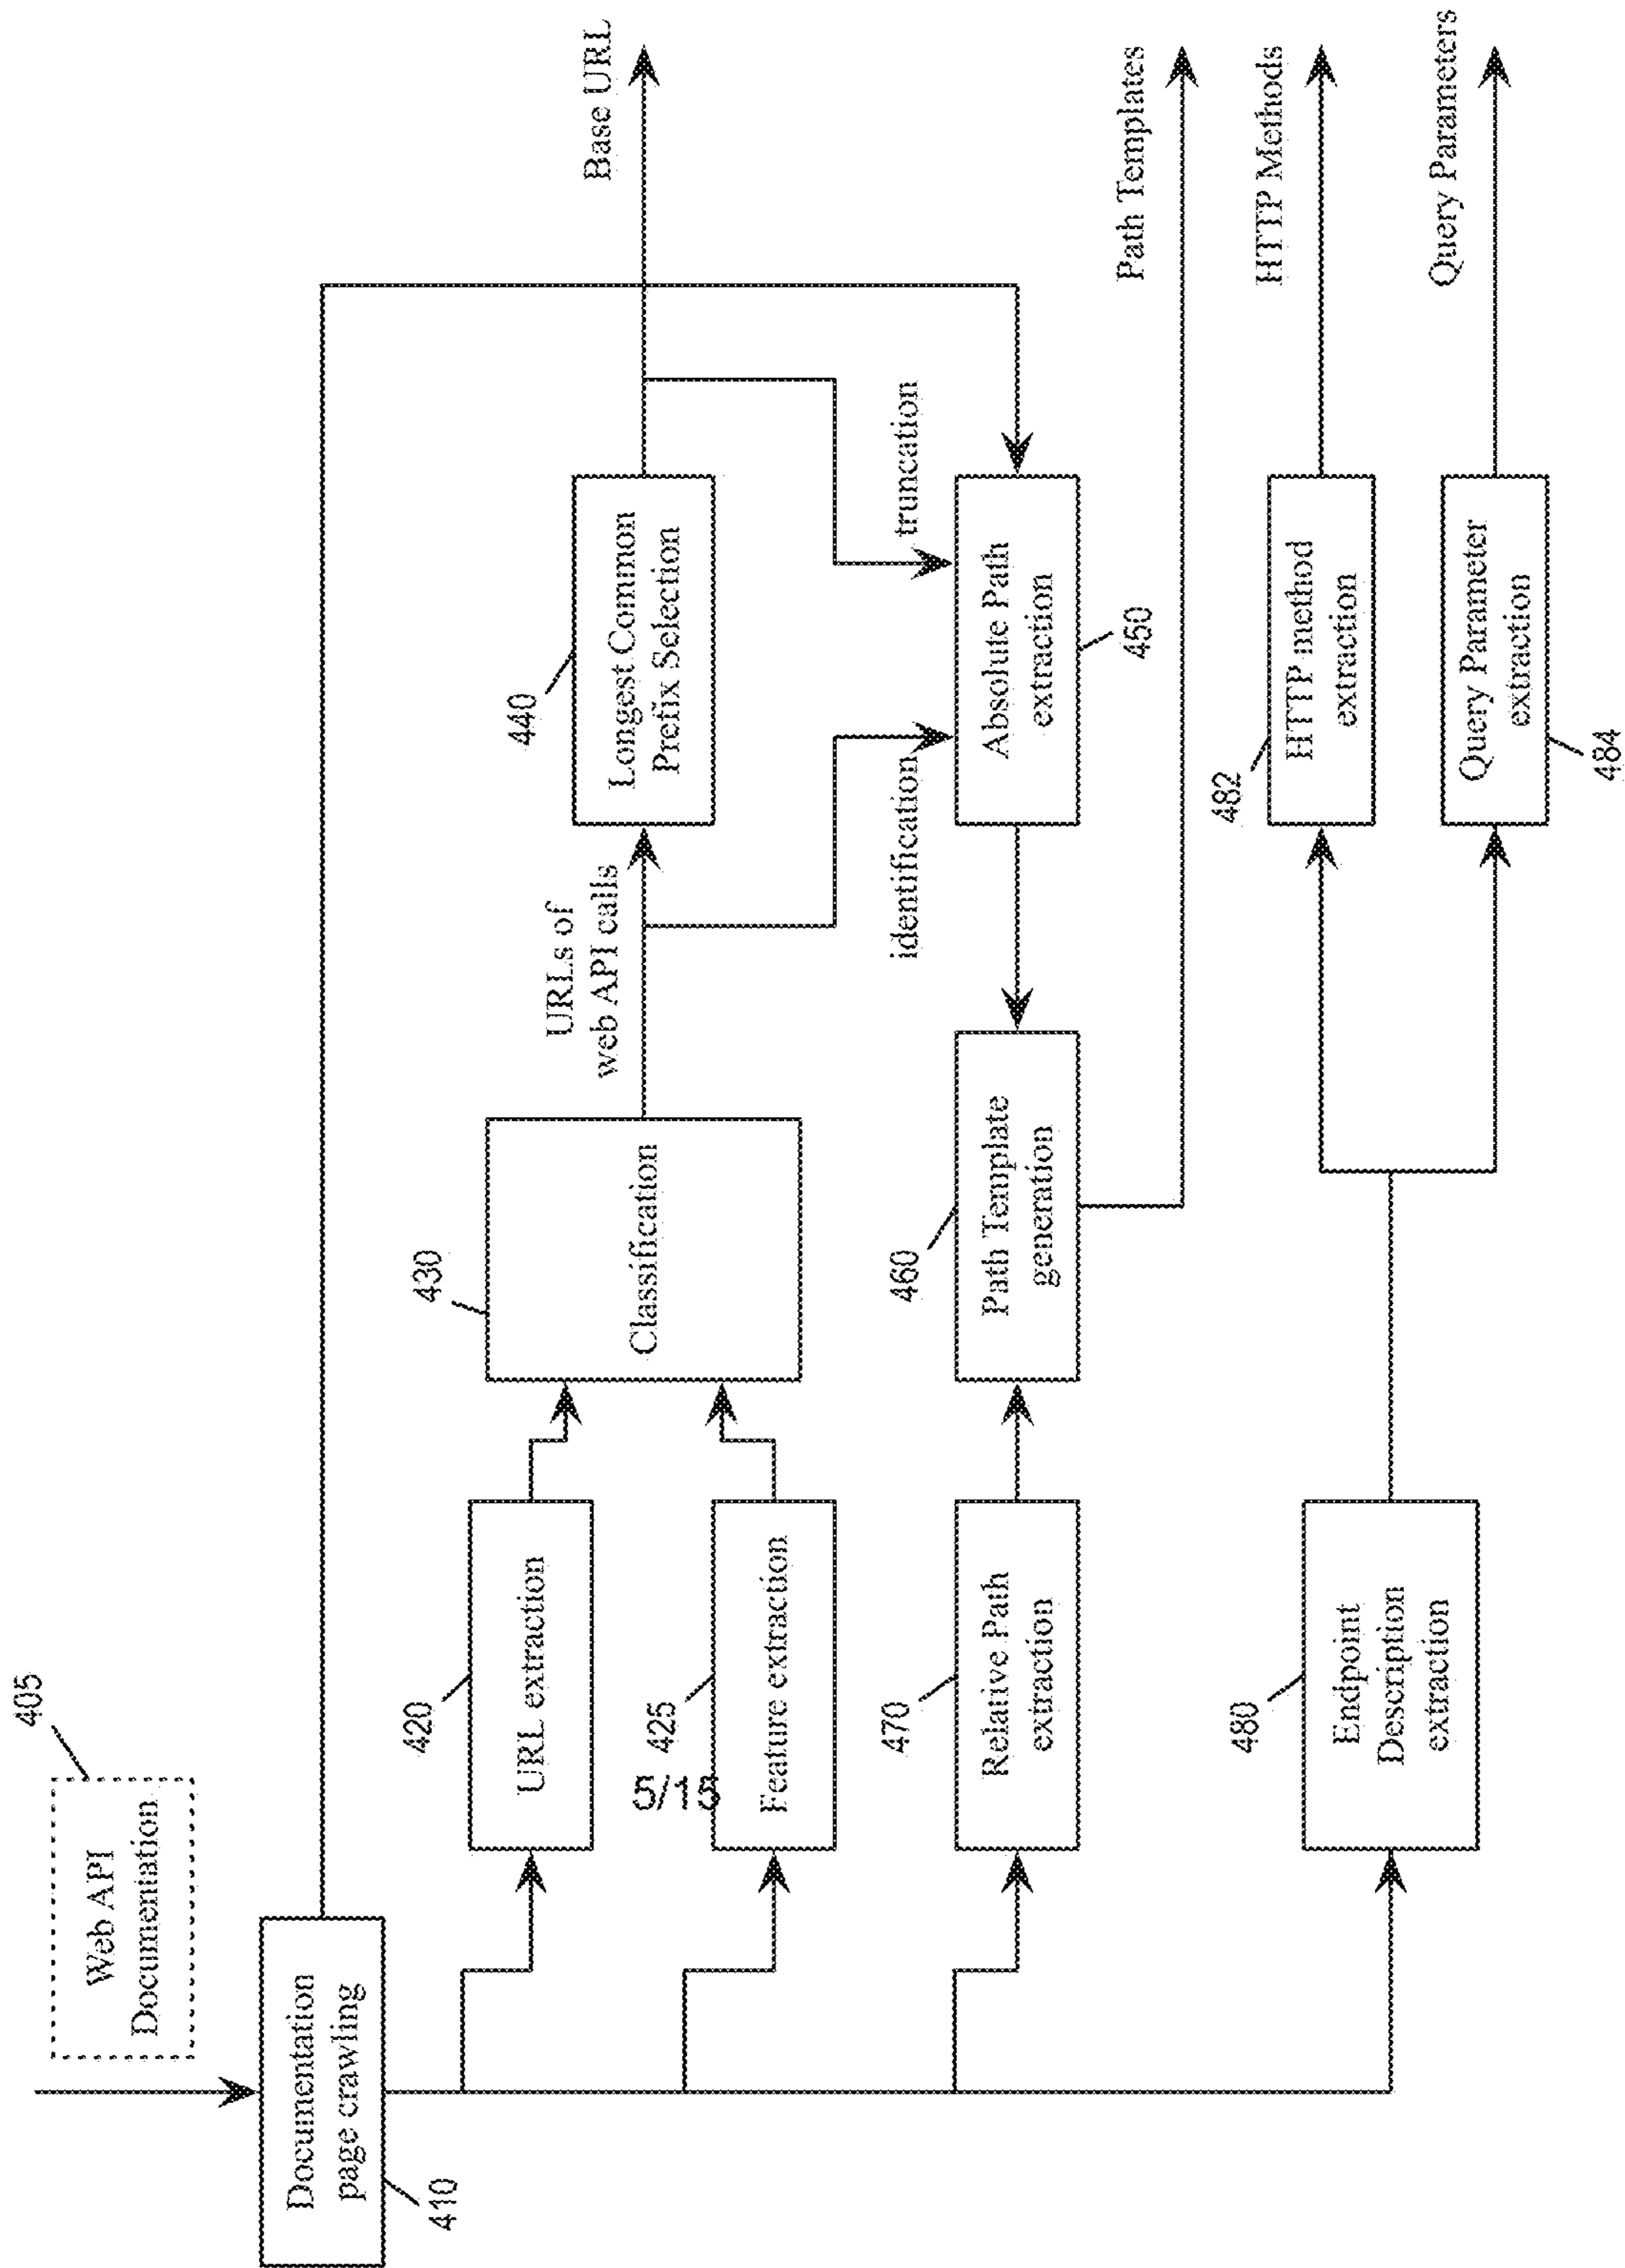 405
Web API
Documentation
Documentation
page crawling
410
420
URL extraction
425
5/15
Feature extraction
430
Classification
URLs of
web API calls
440
Longest Common
Prefix Selection
Base URL
identification
truncation
470
Relative Path
extraction
460
Path Template
generation
Absolute Path
extraction
450
Path Templates
480
Endpoint
Description
extraction
482
HTTP method
extraction
HTTP Methods
Query Parameter
extraction
484
Query Parameters